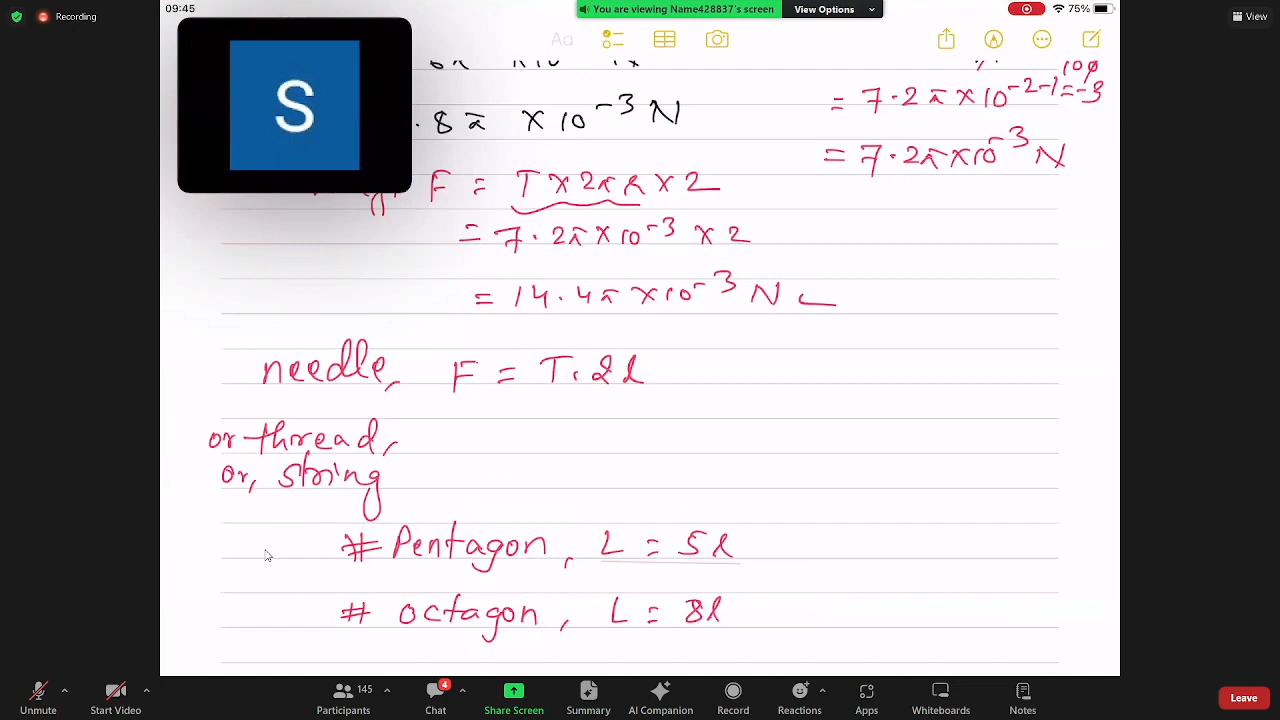 Recording
09:45
You are viewing Name428837's screen
View Options
75%
View
Aa
S
= 7.2π×10⁻²⁻¹⁼⁻³
100
.8π ×10⁻³ N
= 7.2π×10⁻³ N
F = T×2πR×2
= 7.2π×10⁻³ ×2
= 14.4π×10⁻³ N
needle, F = T.2l
or thread,
or, string
# Pentagon, L = 5l
# octagon, L = 8l
Unmute
Start Video
145
Participants
4
Chat
Share Screen
Summary
AI Companion
Record
Reactions
Apps
Whiteboards
Notes
Leave